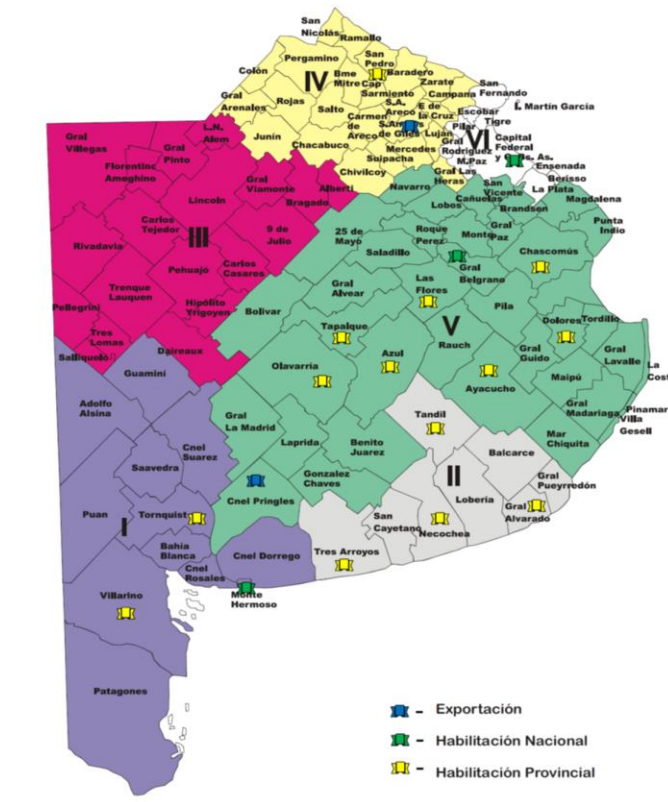 San
Nicolás
Ramallo
Pergamino
San
Pedro
Colón
IV
Bme
Mitre
Cap
Sarmiento
Baradero
Zarate
Campana
San
Fernando
Gral
Arenales
Rojas
Salto
S.A.
Areco
E de
la Cruz
Escobar
Tigre
I. Martín García
Carmen
de
Areco
S.Andres
de Giles
Luján
Pilar
VI
Capital
Federal
Gral
Rodriguez
M.Paz
Junín
Chacabuco
Mercedes
Suipacha
Chivilcoy
Gral Las
Heras
Ensenada
Berisso
La Plata
Gral
Villegas
L.N.
Alem
Gral
Pinto
Florentino
Ameghino
Lincoln
Gral
Viamonte
Alberti
Bragado
Carlos
Tejedor
III
9 de
Julio
Rivadavia
Pehuajó
Carlos
Casares
Trenque
Lauquen
Hipólito
Yrigoyen
Pellegrini
Tres
Lomas
Salliqueló
Daireaux
Navarro
Lobos
Cañuelas
San
Vicente
Brandsen
Magdalena
Punta
Indio
25 de
Mayo
Roque
Perez
Monte
Gral
Paz
Saladillo
Chascomús
Gral
Belgrano
Gral
Alvear
Las
Flores
Pila
Bolivar
Tapalque
V
Rauch
Dolores
Tordillo
Gral
Guido
Gral
Lavalle
Olavarría
Azul
Ayacucho
Maipú
La
Cost
Gral
Madariaga
Pinamar
Villa
Gesell
Gral
La Madrid
Laprida
Benito
Juarez
Mar
Chiquita
Gonzalez
Chaves
Cnel Pringles
Guaminí
Adolfo
Alsina
Cnel
Suarez
Saavedra
Puan
I
Tornquist
Bahía
Blanca
Cnel
Rosales
Cnel Dorrego
Monte
Hermoso
Villarino
Patagones
Tandil
Balcarce
II
Lobería
Gral
Pueyrredón
Gral
Alvarado
San
Cayetano
Necochea
Tres Arroyos
- Exportación
- Habilitación Nacional
- Habilitación Provincial